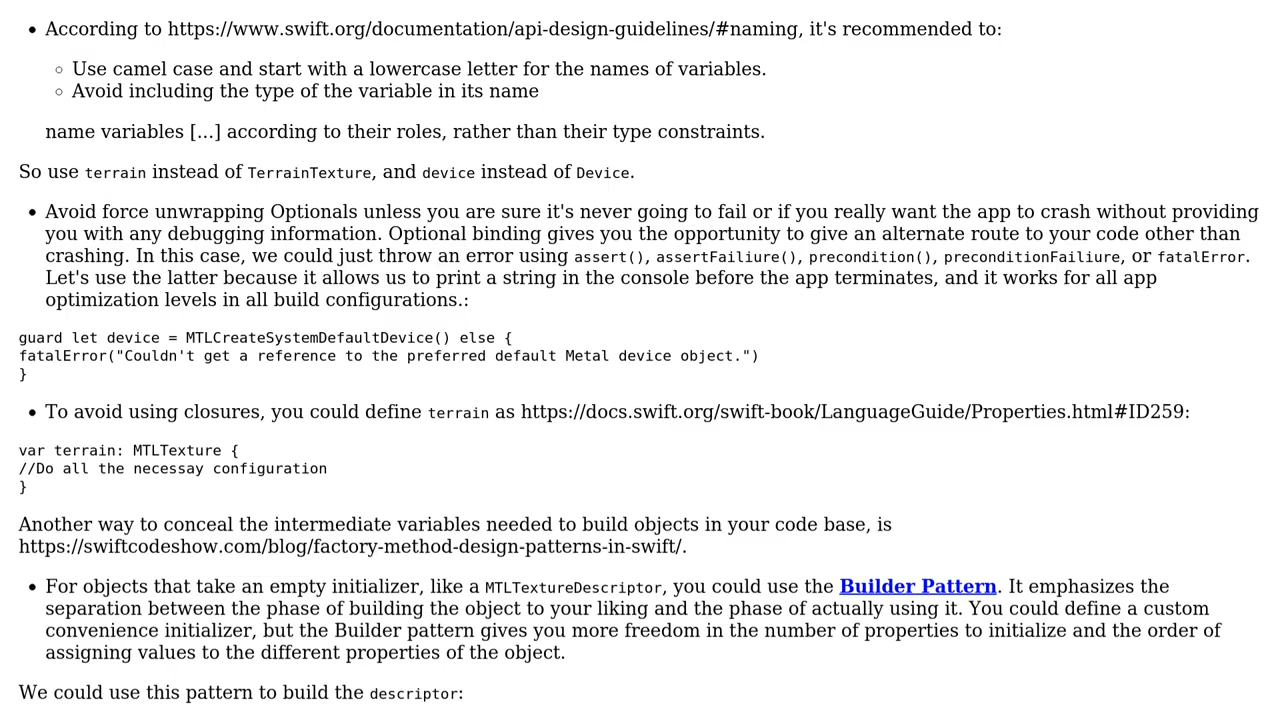 • According to https://www.swift.org/documentation/api-design-guidelines/#naming, it's recommended to:
◦ Use camel case and start with a lowercase letter for the names of variables.
◦ Avoid including the type of the variable in its name
name variables [...] according to their roles, rather than their type constraints.
So use terrain instead of TerrainTexture, and device instead of Device.
• Avoid force unwrapping Optionals unless you are sure it's never going to fail or if you really want the app to crash without providing
you with any debugging information. Optional binding gives you the opportunity to give an alternate route to your code other than
crashing. In this case, we could just throw an error using assert(), assertFailiure(), precondition(), preconditionFailiure, or fatalError.
Let's use the latter because it allows us to print a string in the console before the app terminates, and it works for all app
optimization levels in all build configurations.:
guard let device = MTLCreateSystemDefaultDevice() else {
fatalError("Couldn't get a reference to the preferred default Metal device object.")
}
• To avoid using closures, you could define terrain as https://docs.swift.org/swift-book/LanguageGuide/Properties.html#ID259:
var terrain: MTLTexture {
//Do all the necessay configuration
}
Another way to conceal the intermediate variables needed to build objects in your code base, is
https://swiftcodeshow.com/blog/factory-method-design-patterns-in-swift/.
• For objects that take an empty initializer, like a MTLTextureDescriptor, you could use the Builder Pattern. It emphasizes the
separation between the phase of building the object to your liking and the phase of actually using it. You could define a custom
convenience initializer, but the Builder pattern gives you more freedom in the number of properties to initialize and the order of
assigning values to the different properties of the object.
We could use this pattern to build the descriptor: